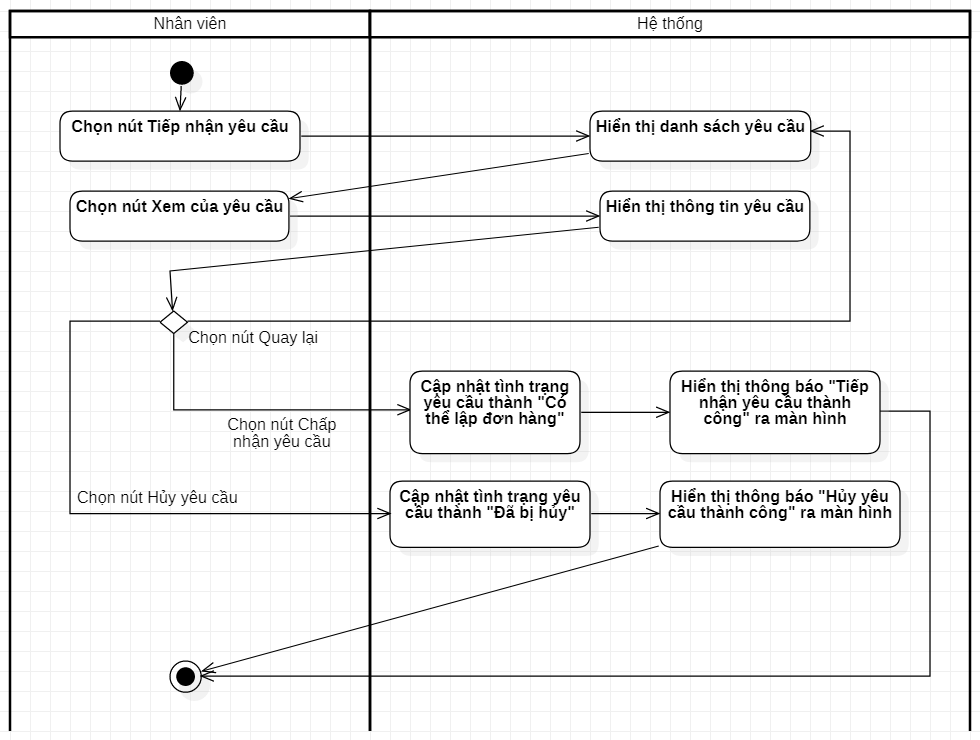 Nhân viên
Hệ thống
Chọn nút Tiếp nhận yêu cầu
Hiển thị danh sách yêu cầu
Chọn nút Xem của yêu cầu
Hiển thị thông tin yêu cầu
Chọn nút Quay lại
Cập nhật tình trạng
yêu cầu thành "Có
thể lập đơn hàng"
Hiển thị thông báo "Tiếp
nhận yêu cầu thành
công" ra màn hình
Chọn nút Chấp
nhận yêu cầu
Chọn nút Hủy yêu cầu
Cập nhật tình trạng yêu
cầu thành "Đã bị hủy"
Hiển thị thông báo "Hủy yêu
cầu thành công" ra màn hình